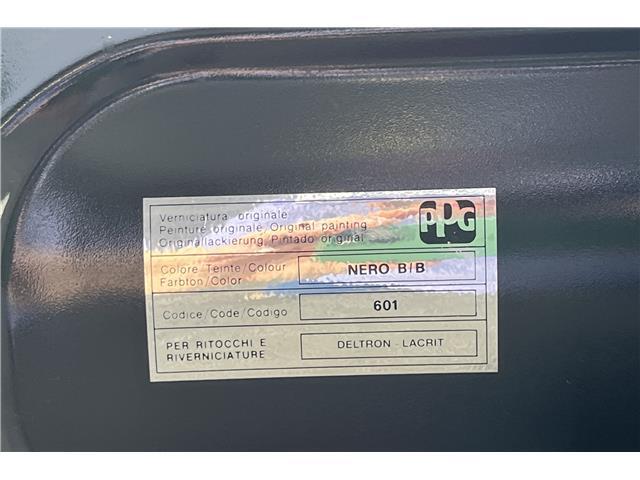 Verniciatura originale
Peinture originale, Original painting
Originallackierung, Pintado original
PPG
Colore/Teinte/Colour
Farbton/Color
NERO B/B
Codice/Code/Codigo
601
PER RITOCCHI E
RIVERNICIATURE
DELTRON - LACRIT